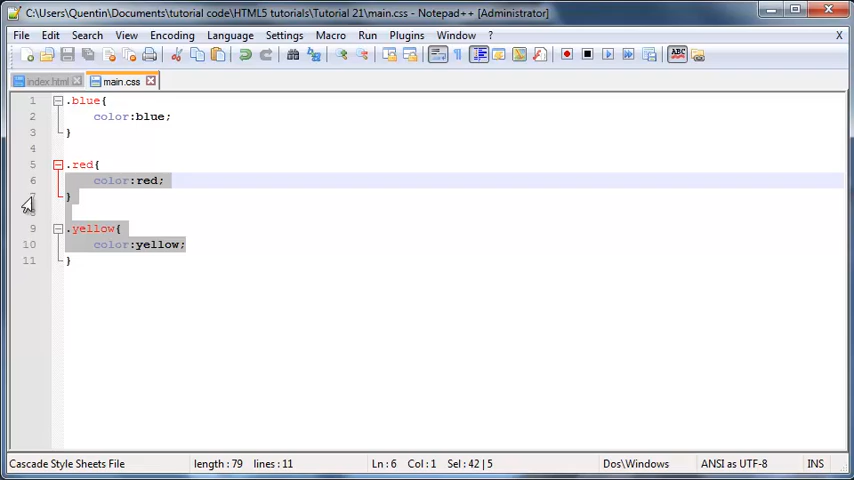 C:\Users\Quentin\Documents\tutorial code\HTML5 tutorials\Tutorial 21\main.css - Notepad++ [Administrator]
File Edit Search View Encoding Language Settings Macro Run Plugins Window ? X
ABC
index.html main.css
1 .blue{
2 color:blue;
3 }
4
5 .red{
6 color:red;
7 }
8
9 .yellow{
10 color:yellow;
11 }
Cascade Style Sheets File length : 79 lines : 11 Ln : 6 Col : 1 Sel : 42 | 5 Dos\Windows ANSI as UTF-8 INS